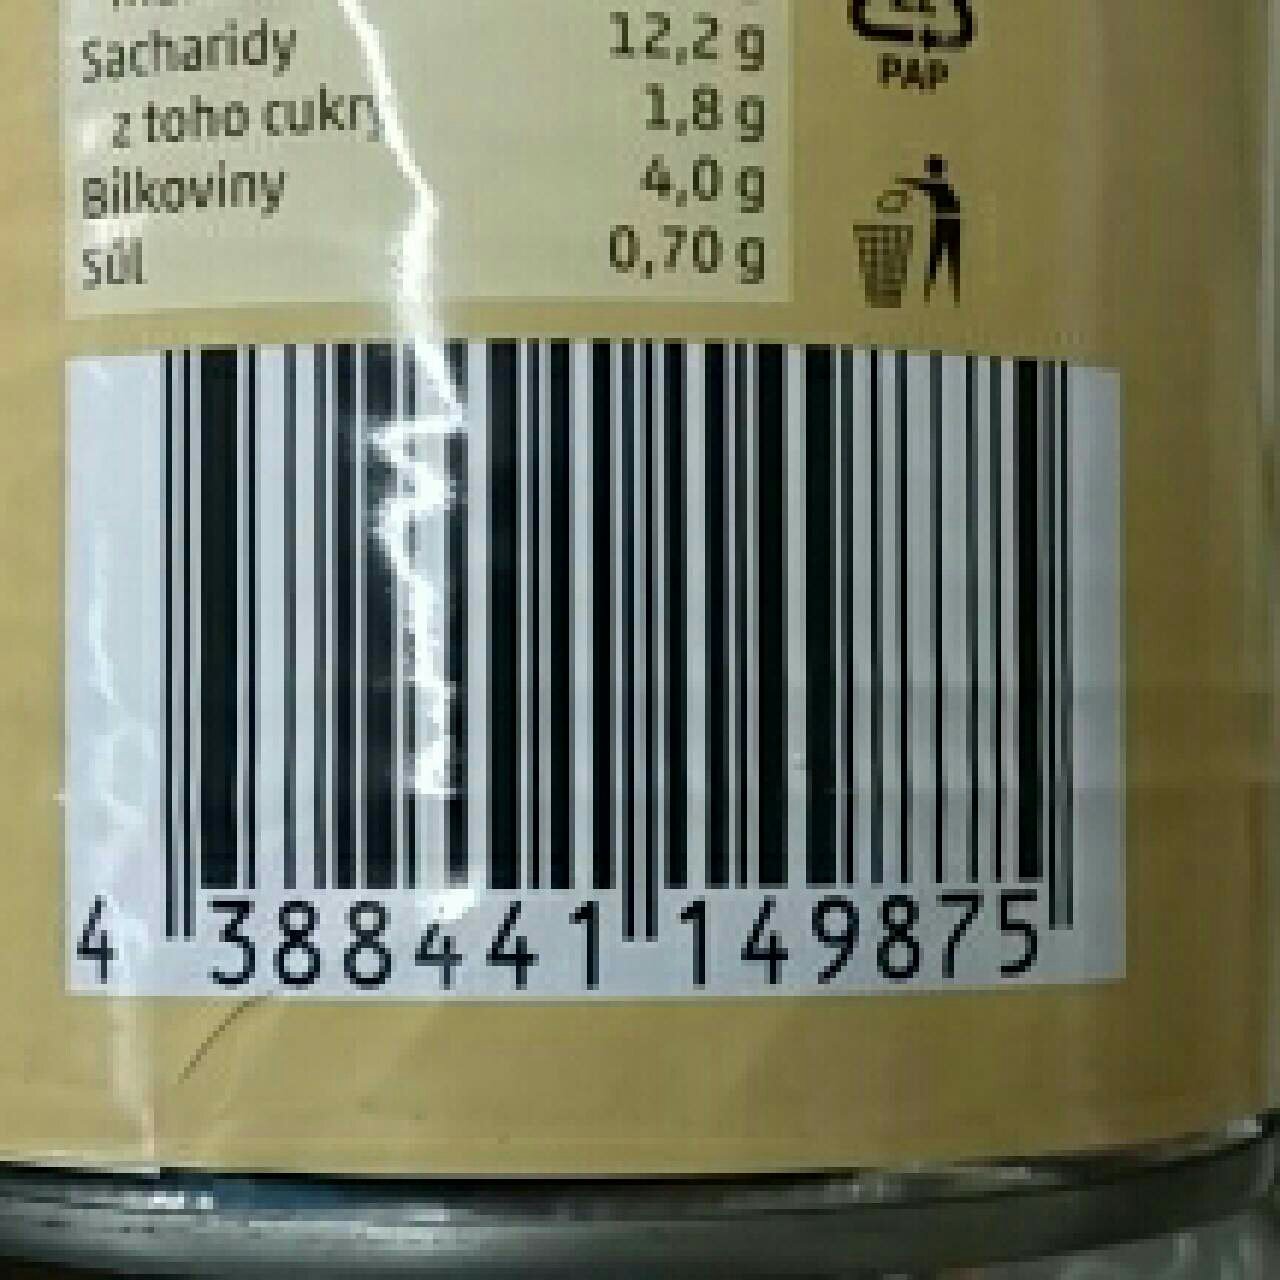 Sacharidy 12,2 g
z toho cukry 1,8 g
Bílkoviny 4,0 g
Sůl 0,70 g
PAP
4 388441 149875